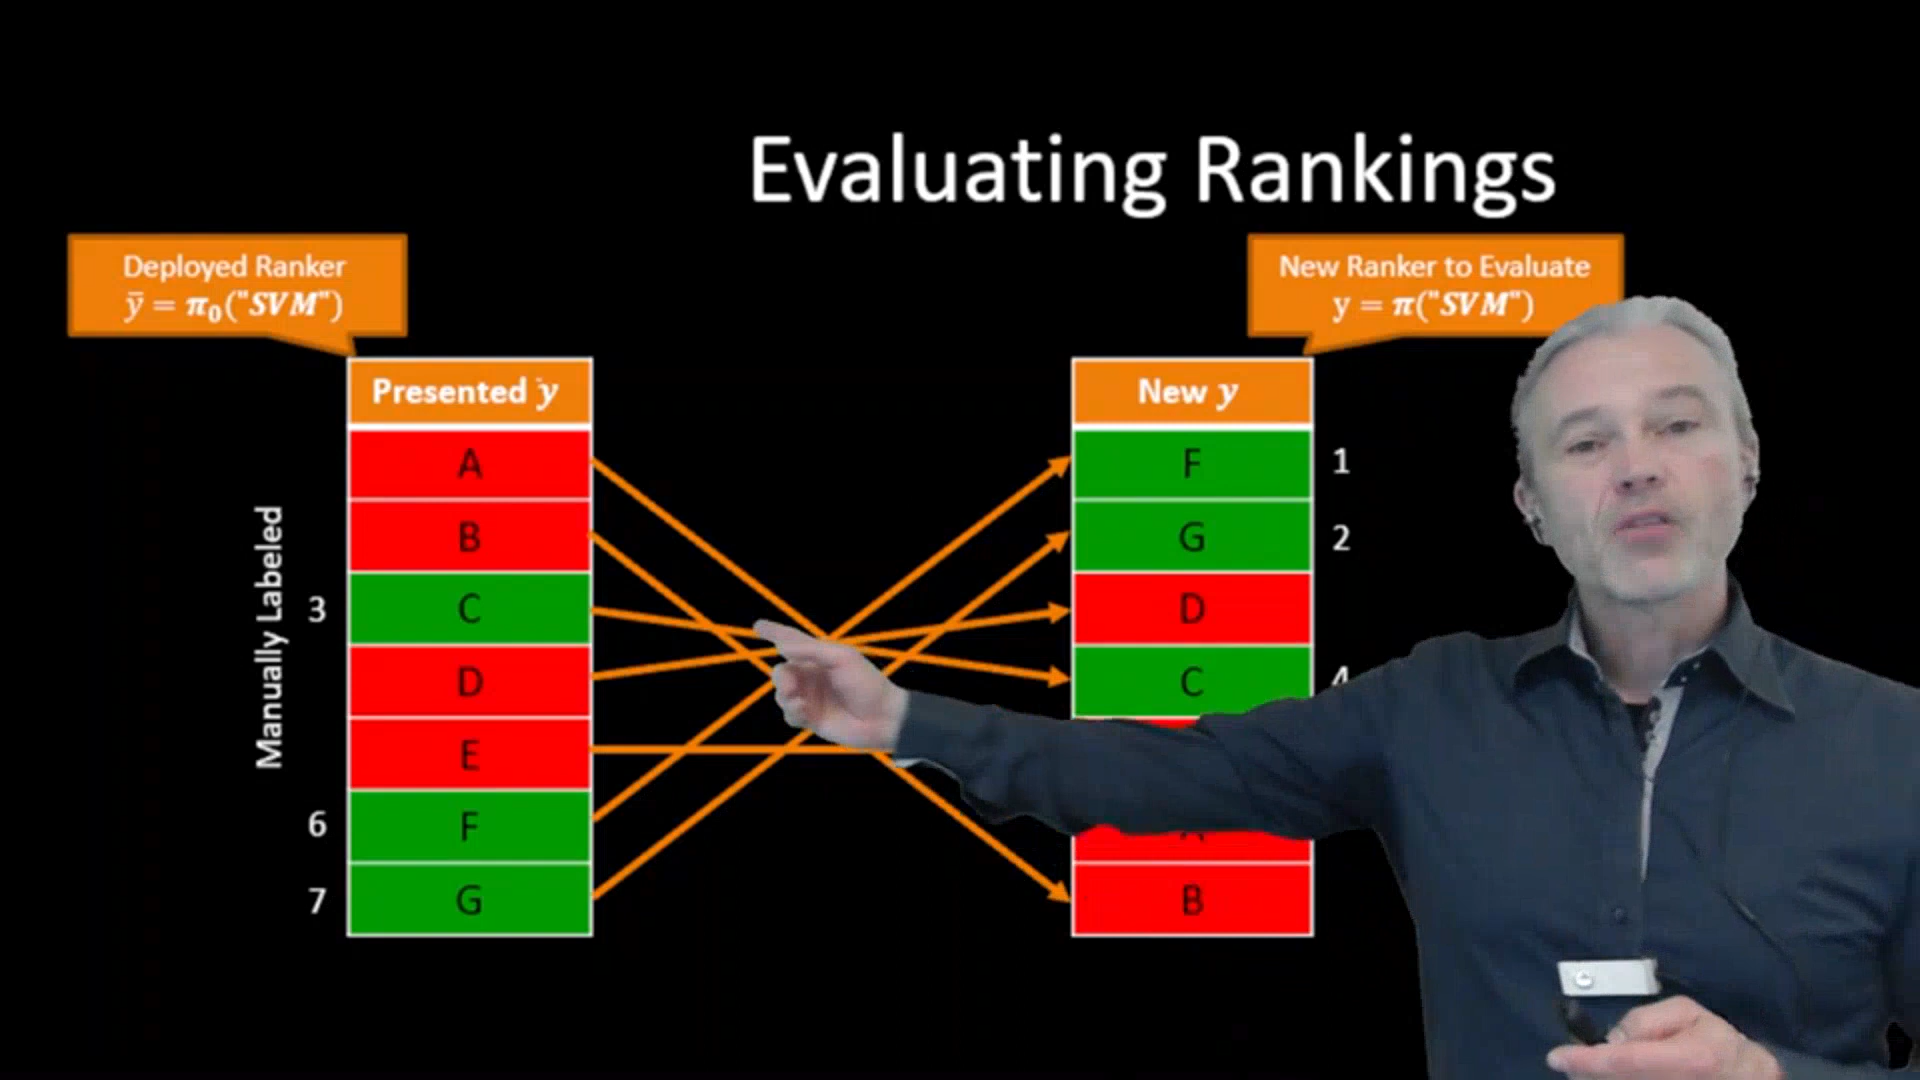 Evaluating Rankings
Deployed Ranker
ȳ = π₀("SVM")
New Ranker to Evaluate
y = π("SVM")
Presented ȳ
A
B
C
D
E
F
G
Manually Labeled
3
6
7
New y
F
G
D
C
B
1
2